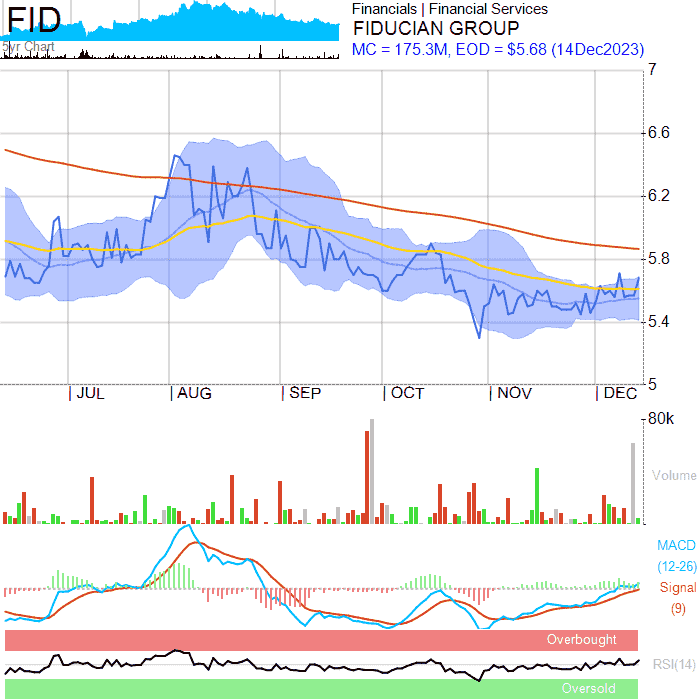 FID
5yr Chart
Financials | Financial Services
FIDUCIAN GROUP
MC = 175.3M, EOD = $5.68 (14Dec2023)
7
6.6
6.2
5.8
5.4
5
JUL AUG SEP OCT NOV DEC
80k
Volume
MACD
(12-26)
Signal
(9)
Overbought
RSI(14)
Oversold